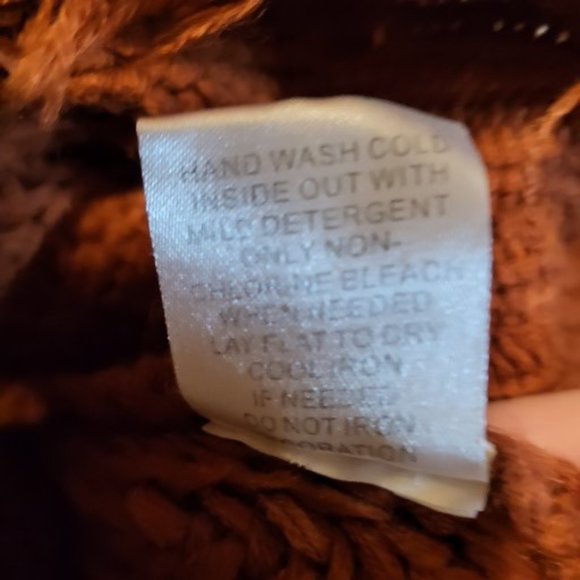 HAND WASH COLD
INSIDE OUT WITH
MILD DETERGENT
ONLY NON-
CHLORINE BLEACH
WHEN NEEDED
LAY FLAT TO DRY
COOL IRON
IF NEEDED
DO NOT IRON
DECORATION